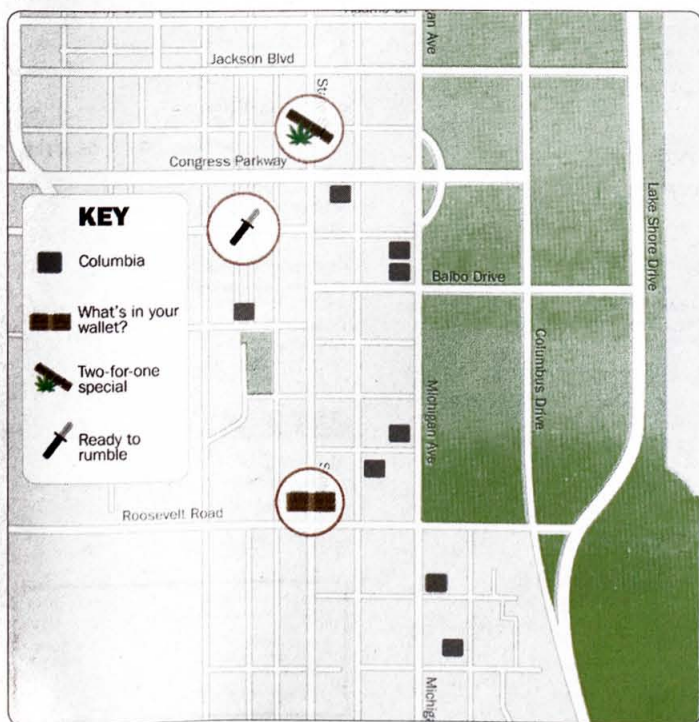 Jackson Blvd
Congress Parkway
KEY
Columbia
What's in your
wallet?
Two-for-one
special
Ready to
rumble
Balbo Drive
Lake Shore Drive
Columbus Drive
Michigan Ave.
Roosevelt Road